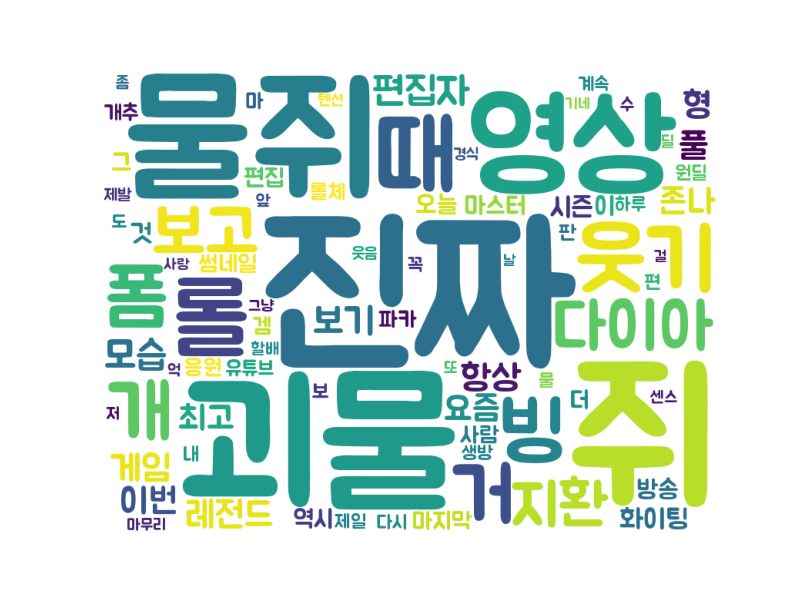 좀
물쥐
마
텐션
편집자
영상
계속
기네
수
형
개추
때
경식
딜
풀
그
편집
롤체
원딜
제발
앞
오늘
마스터
시즌
이
하루
존나
도
것
보고
썸네일
진짜
웃음
꼭
날
판
웃기
걸
사랑
폼
롤
그냥
겜
보기
파카
편
다이아
할배
모습
억
응원
유튜브
괴물
또
항상
물
쥐
저
개
최고
보
요즘
빙
더
센스
내
사람
생방
게임
거
지환
방송
이번
레전드
역시
제일
다시
마지막
화이팅
마무리